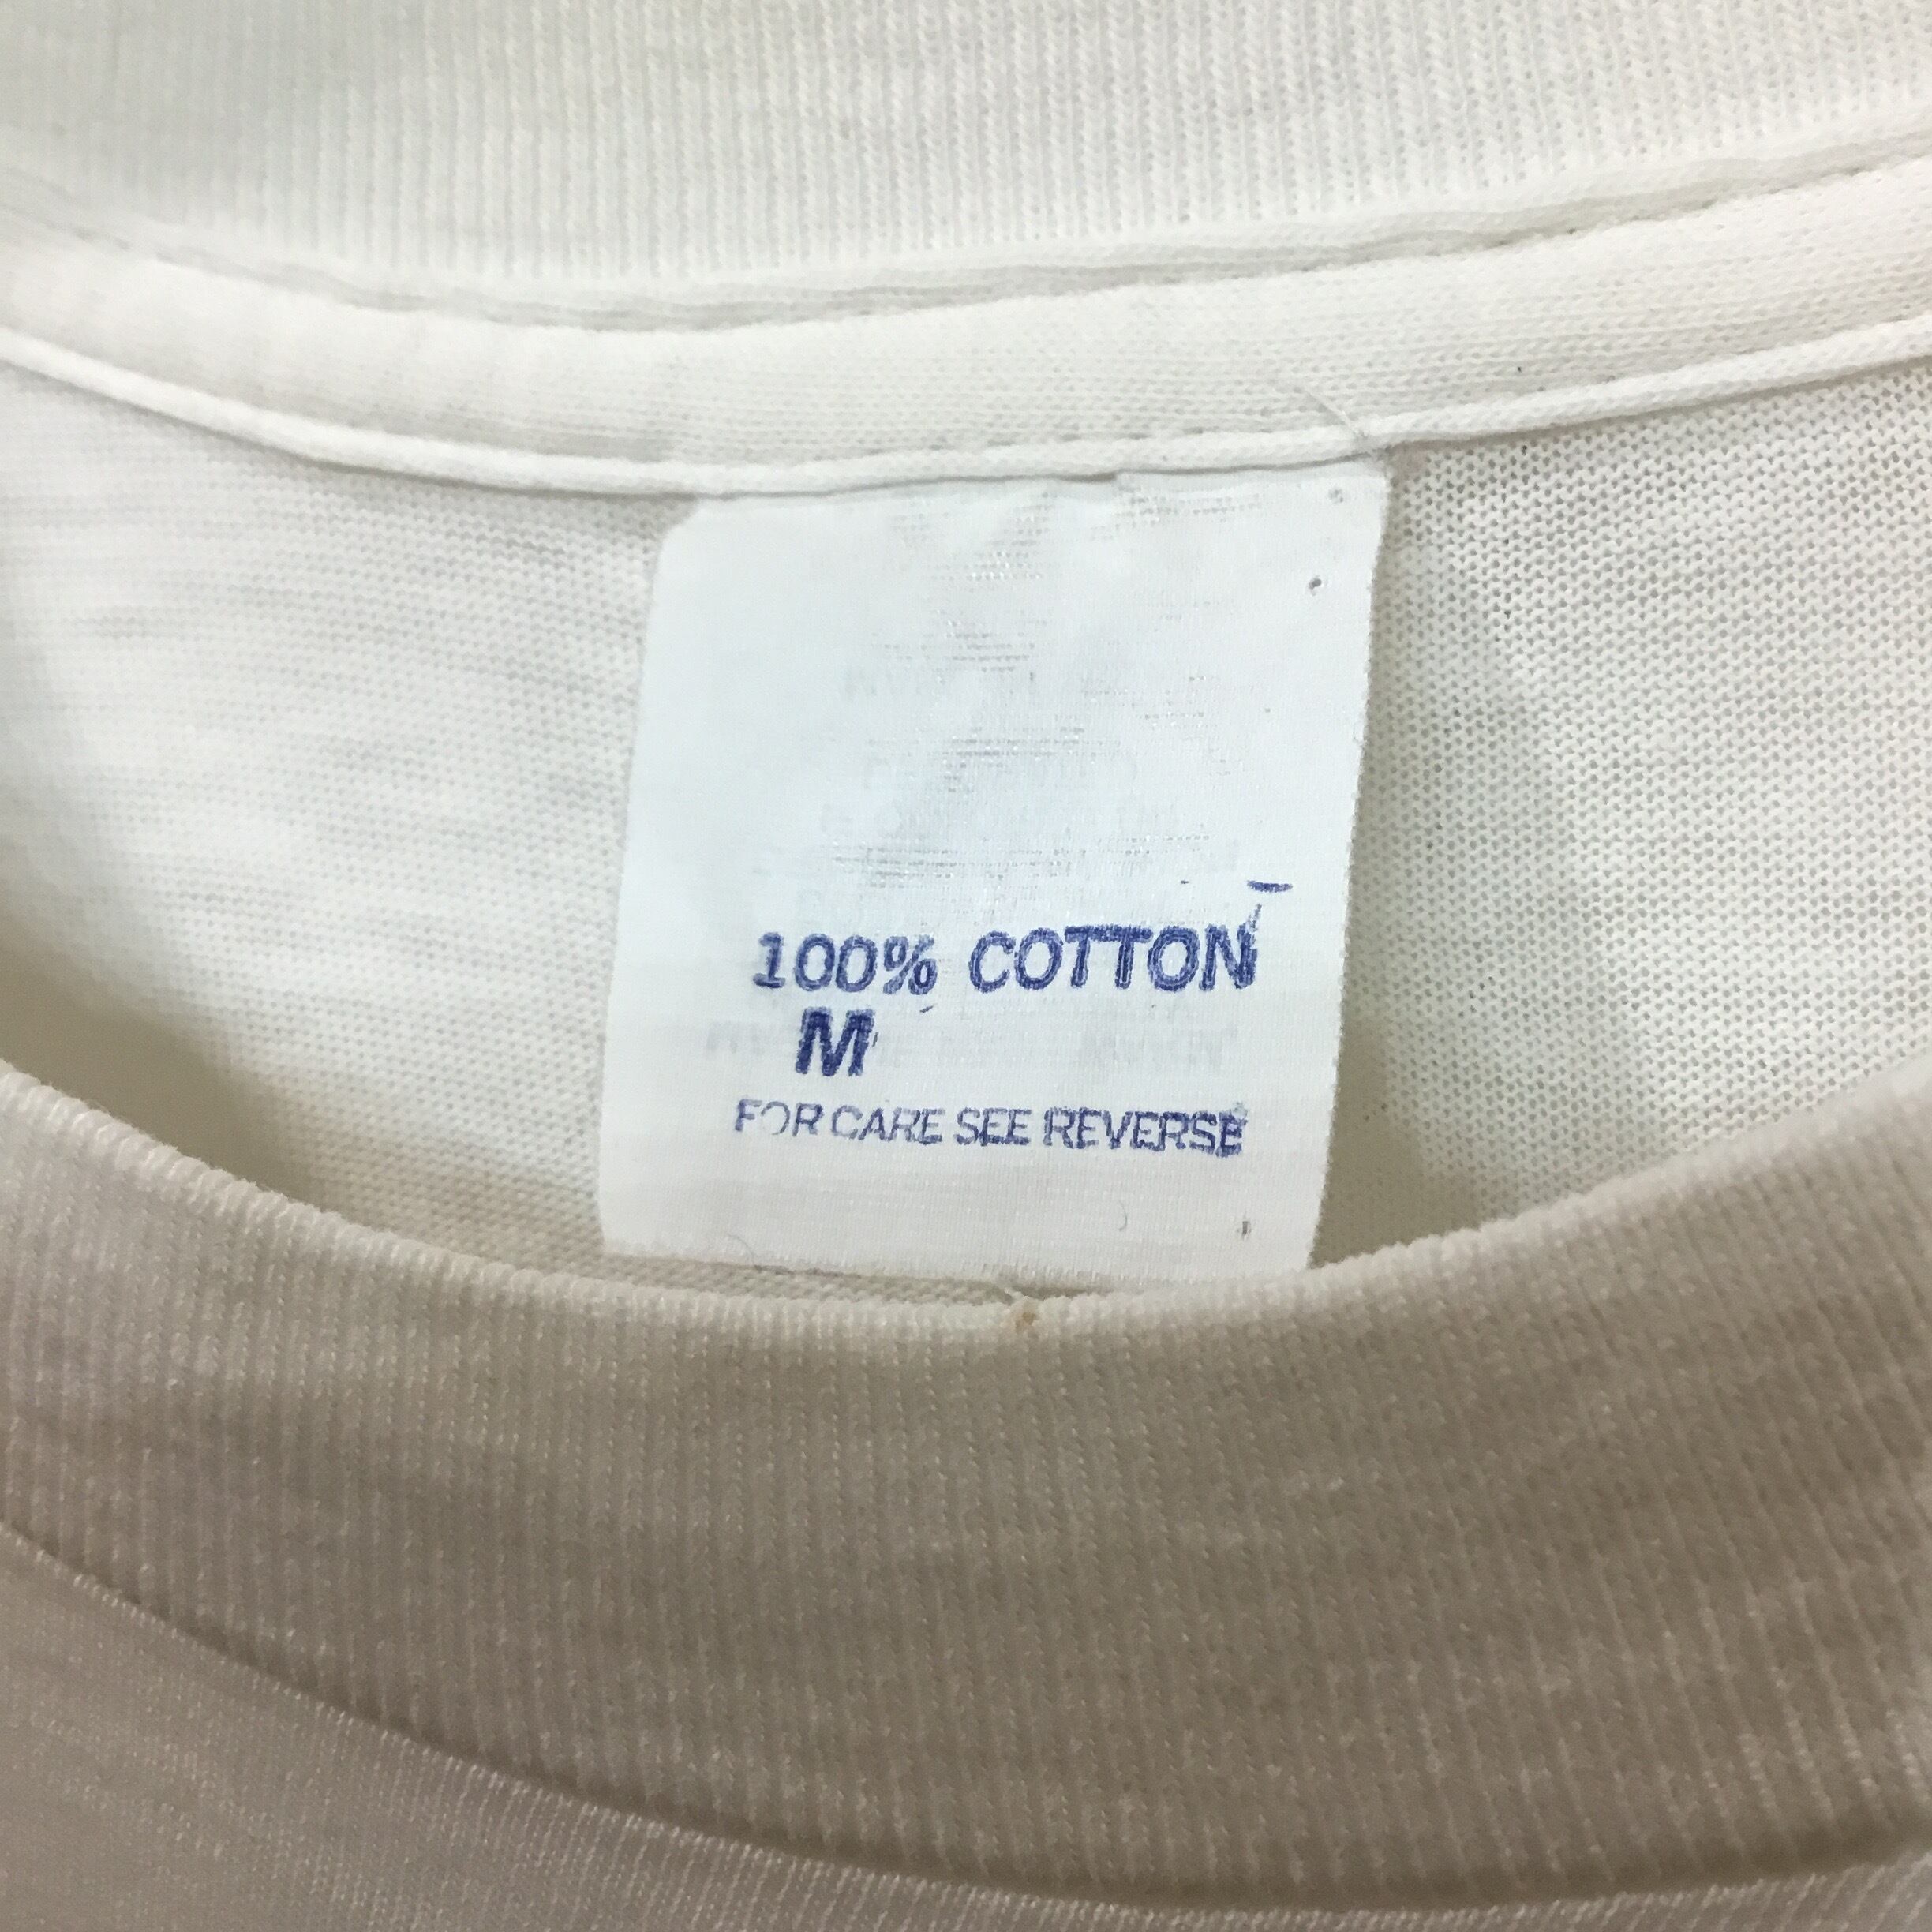 100% COTTON
M
FOR CARE SEE REVERSE